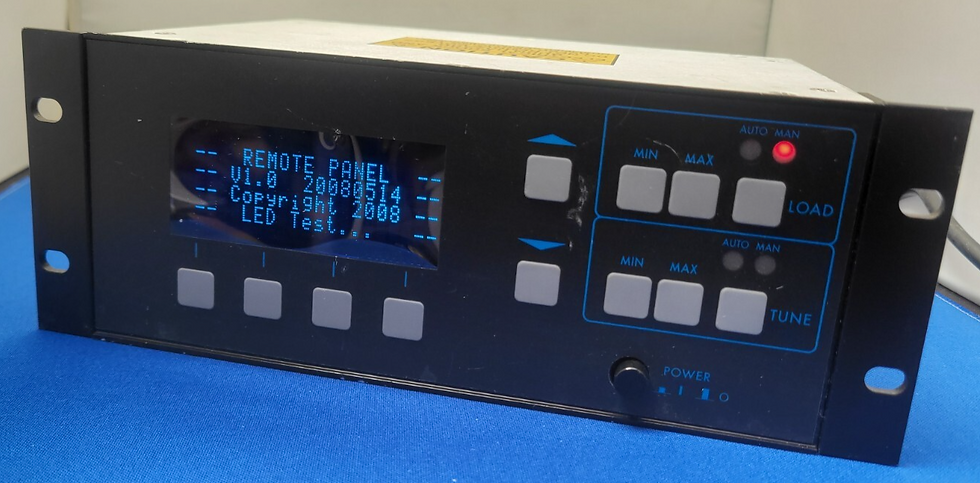 REMOTE PANEL
V1.0 20080514
Copyright 2008
LED Test...
AUTO MAN
MIN MAX
LOAD
AUTO MAN
MIN MAX
TUNE
POWER